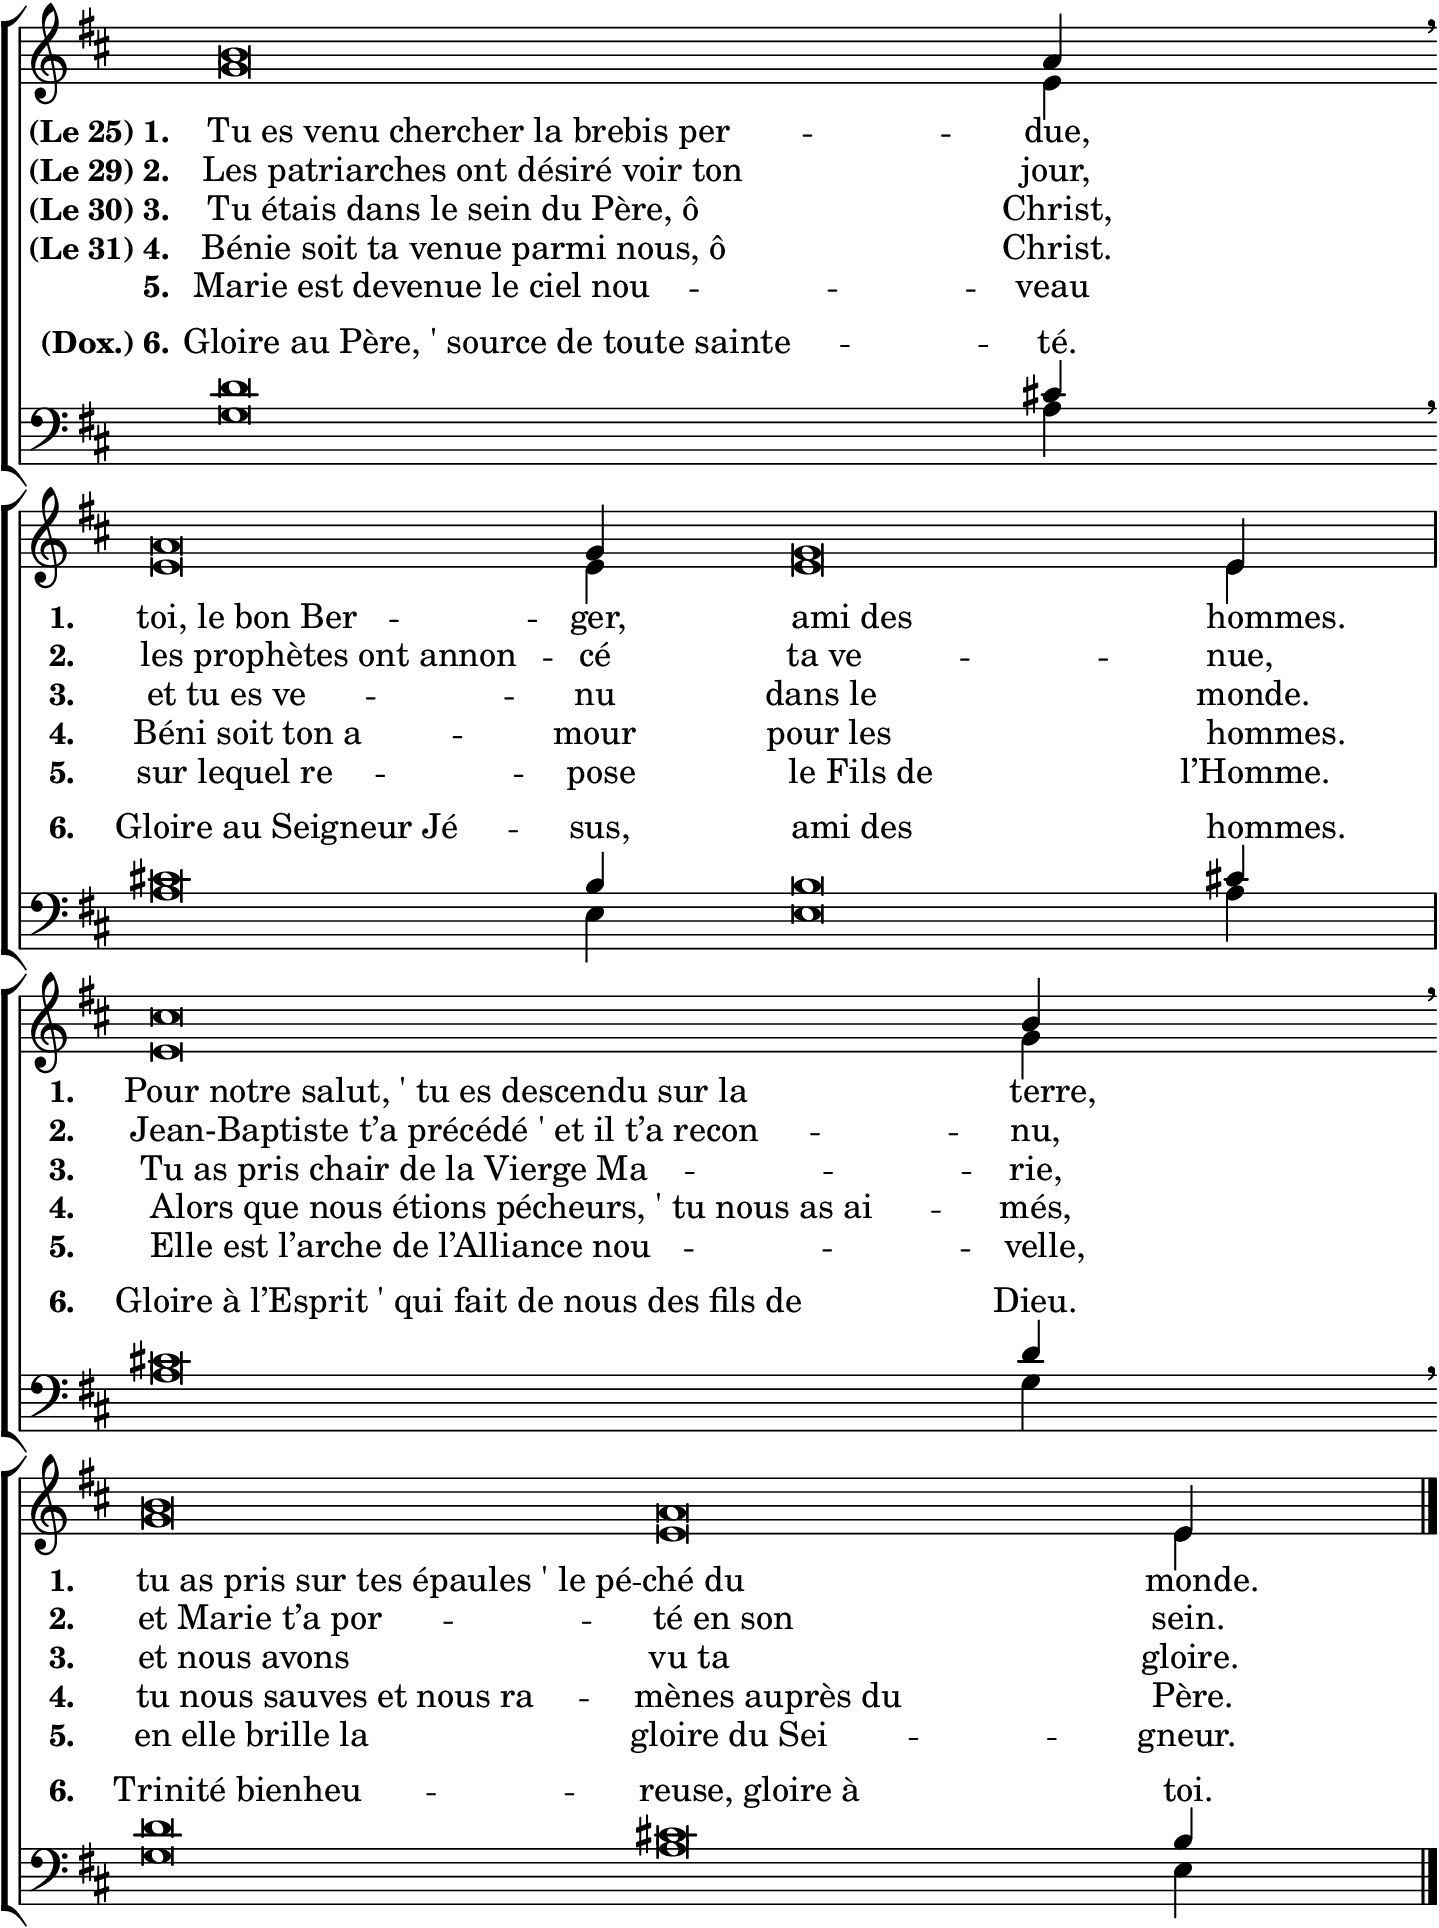 (Le 25) 1. Tu es venu chercher la brebis per -- due,
(Le 29) 2. Les patriarches ont désiré voir ton jour,
(Le 30) 3. Tu étais dans le sein du Père, ô Christ,
(Le 31) 4. Bénie soit ta venue parmi nous, ô Christ.
5. Marie est devenue le ciel nou - - - veau
(Dox.) 6. Gloire au Père, ' source de toute sainte - - té.
1. toi, le bon Ber - - ger, ami des hommes.
2. les prophètes ont annon - cé ta ve - - nue,
3. et tu es ve - - nu dans le monde.
4. Béni soit ton a - mour pour les hommes.
5. sur lequel re - - pose le Fils de l’Homme.
6. Gloire au Seigneur Jé - sus, ami des hommes.
1. Pour notre salut, ' tu es descendu sur la terre,
2. Jean-Baptiste t’a précédé ' et il t’a recon - - nu,
3. Tu as pris chair de la Vierge Ma - - - rie,
4. Alors que nous étions pécheurs, ' tu nous as ai - més,
5. Elle est l’arche de l’Alliance nou - - - velle,
6. Gloire à l’Esprit ' qui fait de nous des fils de Dieu.
1. tu as pris sur tes épaules ' le pé - ché du monde.
2. et Marie t’a por - - té en son sein.
3. et nous avons vu ta gloire.
4. tu nous sauves et nous ra - mènes auprès du Père.
5. en elle brille la gloire du Sei - - gneur.
6. Trinité bienheu - - reuse, gloire à toi.